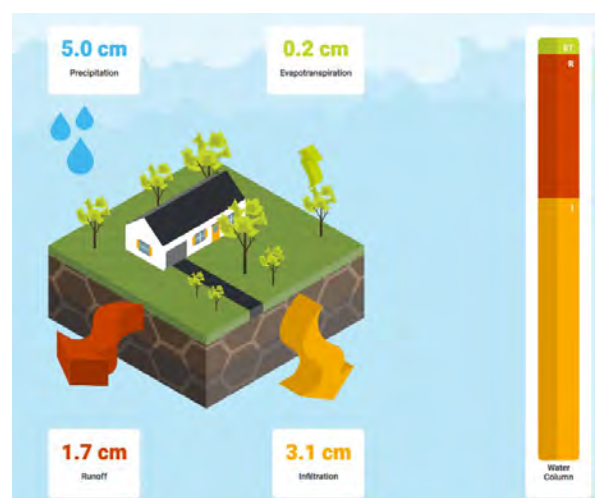 5.0 cm
Precipitation
0.2 cm
Evapotranspiration
ET
R
I
1.7 cm
Runoff
3.1 cm
Infiltration
Water
Column